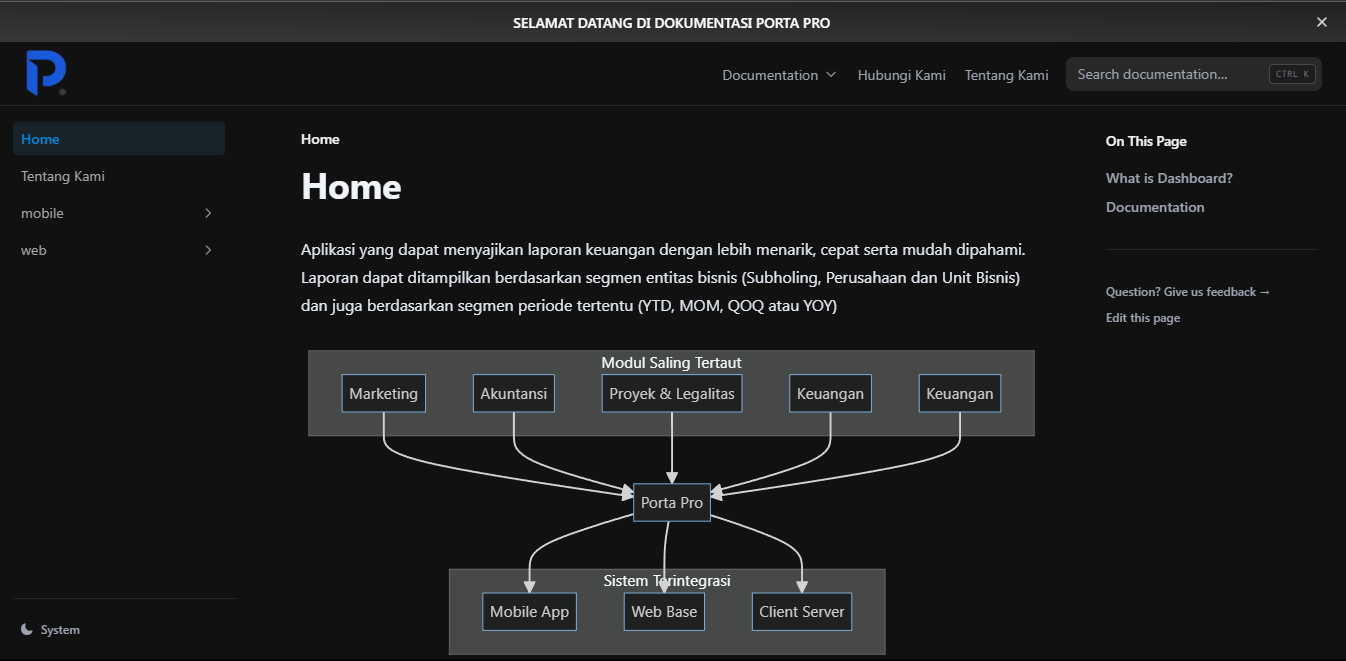 SELAMAT DATANG DI DOKUMENTASI PORTA PRO
Documentation
Hubungi Kami
Tentang Kami
Search documentation...
CTRL K
Home
Tentang Kami
mobile
web
System
Home
Home
Aplikasi yang dapat menyajikan laporan keuangan dengan lebih menarik, cepat serta mudah dipahami.
Laporan dapat ditampilkan berdasarkan segmen entitas bisnis (Subholing, Perusahaan dan Unit Bisnis)
dan juga berdasarkan segmen periode tertentu (YTD, MOM, QOQ atau YOY)
Modul Saling Tertaut
Marketing
Akuntansi
Proyek & Legalitas
Keuangan
Keuangan
Porta Pro
Sistem Terintegrasi
Mobile App
Web Base
Client Server
On This Page
What is Dashboard?
Documentation
Question? Give us feedback →
Edit this page